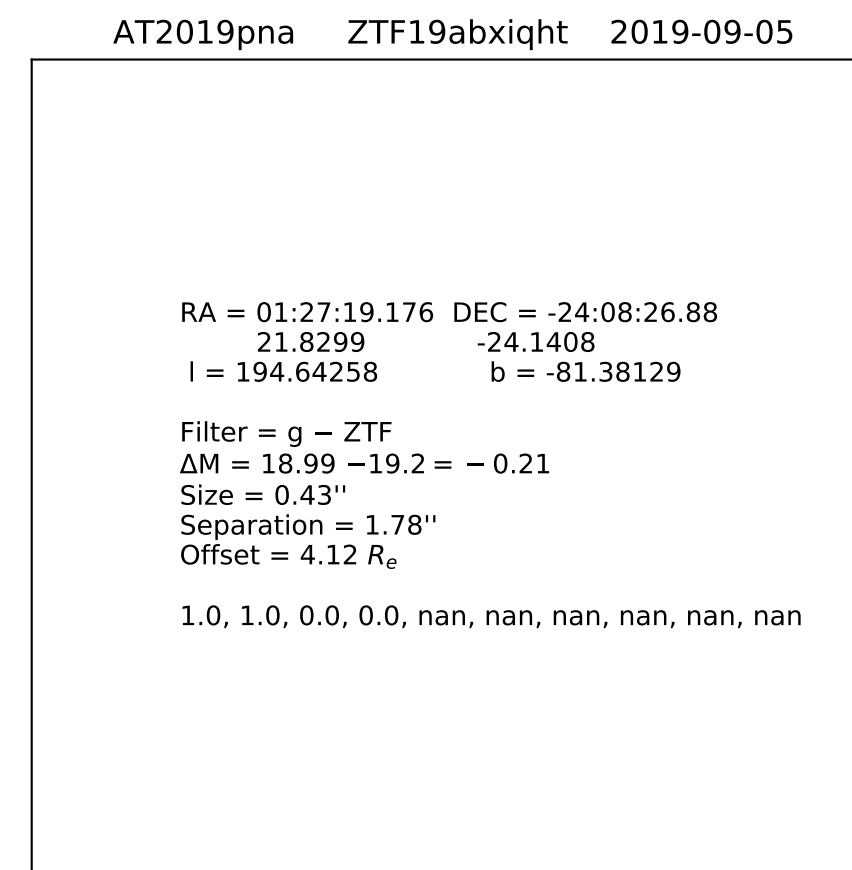 AT2019pna ZTF19abxiqht 2019-09-05
RA = 01:27:19.176 DEC = -24:08:26.88
21.8299 -24.1408
l = 194.64258 b = -81.38129
Filter = g − ZTF
ΔM = 18.99 −19.2 = − 0.21
Size = 0.43''
Separation = 1.78''
Offset = 4.12 Re
1.0, 1.0, 0.0, 0.0, nan, nan, nan, nan, nan, nan